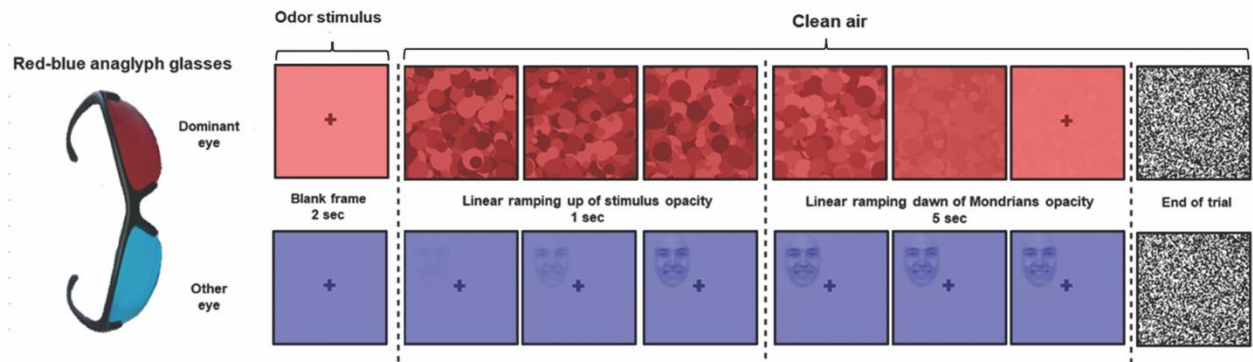 Odor stimulus
Clean air
Red-blue anaglyph glasses
Dominant
eye
Blank frame
2 sec
Linear ramping up of stimulus opacity
1 sec
Linear ramping dawn of Mondrians opacity
5 sec
End of trial
Other
eye